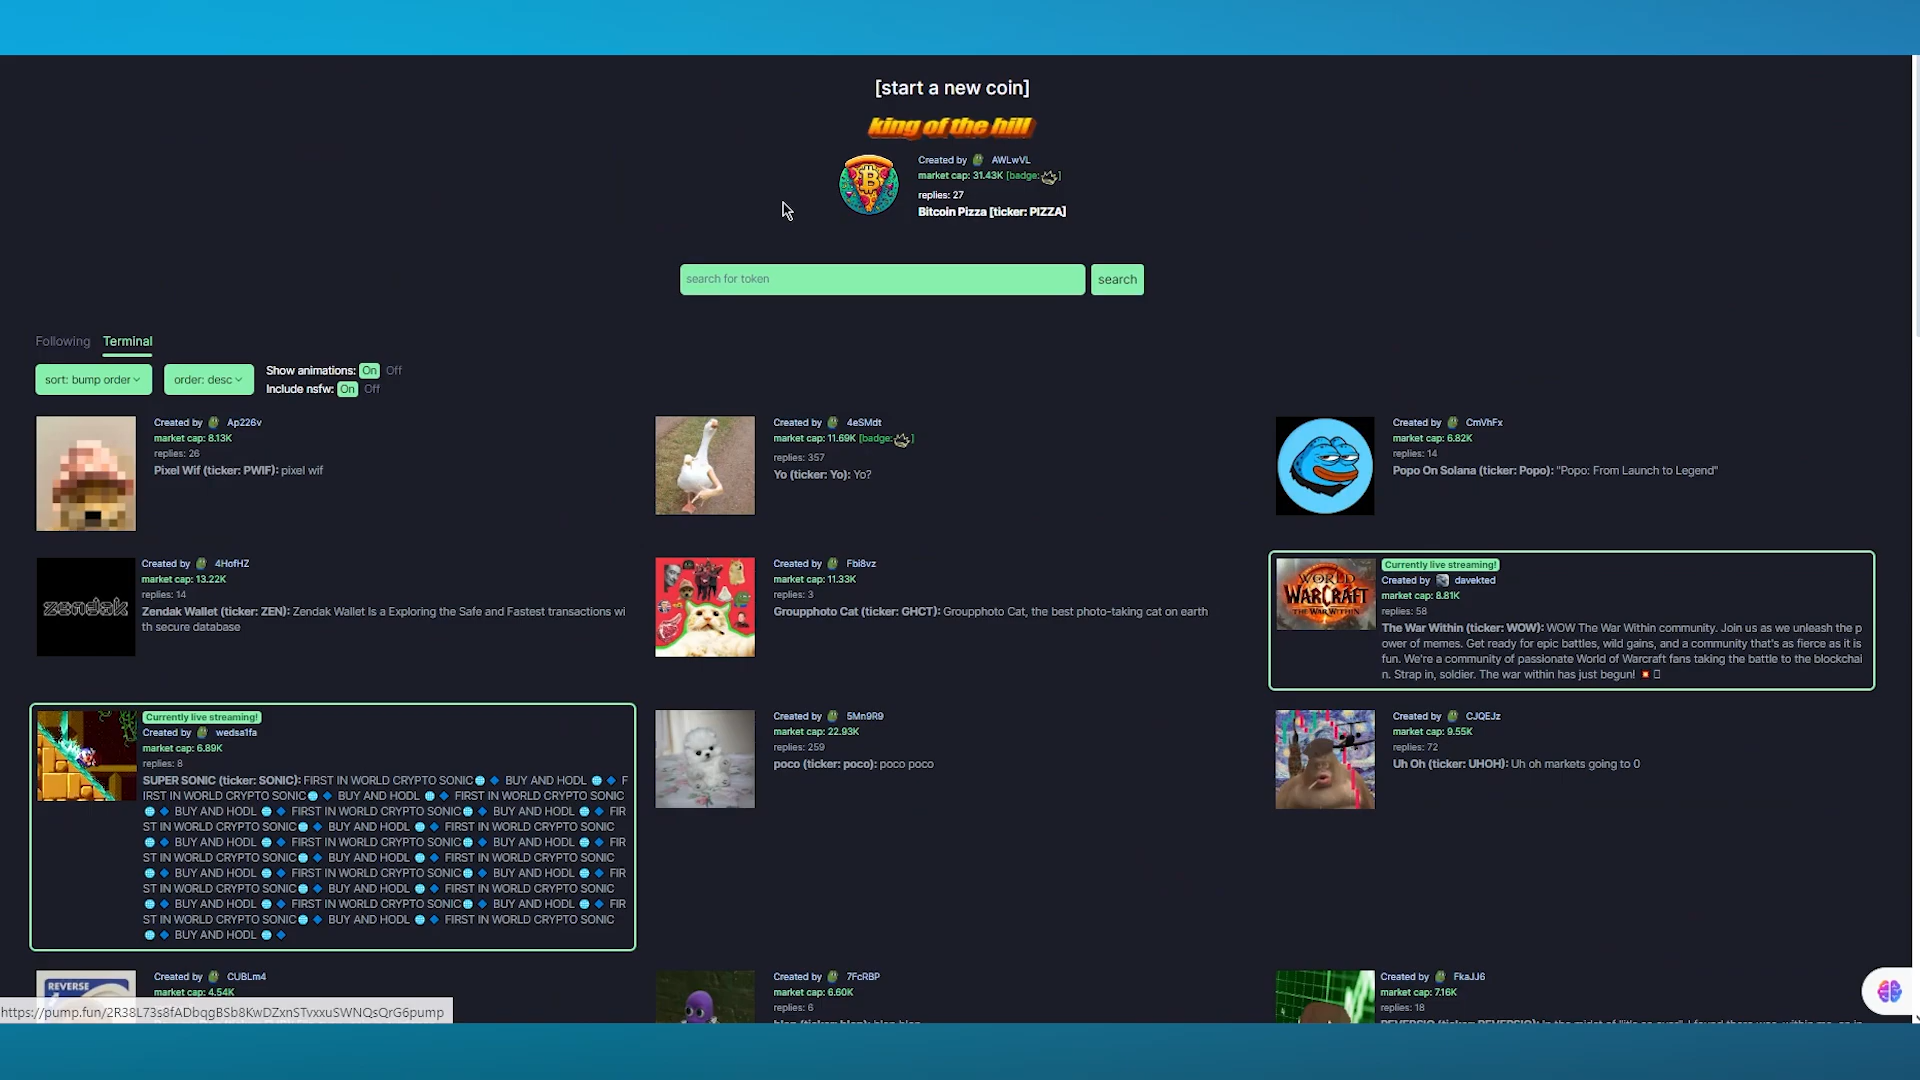 [start a new coin]
king of the hill
Created by AWLwVL
market cap: 31.43K [badge: ]
replies: 27
Bitcoin Pizza [ticker: PIZZA]
search for token
search
Following Terminal
sort: bump order
order: desc
Show animations: On Off
Include nsfw: On Off
Created by Ap226v
market cap: 8.13K
replies: 26
Pixel Wif (ticker: PWIF): pixel wif
Created by 4eSMdt
market cap: 11.69K [badge: ]
replies: 357
Yo (ticker: Yo): Yo?
Created by CmVhFx
market cap: 6.82K
replies: 14
Popo On Solana (ticker: Popo): "Popo: From Launch to Legend"
zendak
Created by 4HofHZ
market cap: 13.22K
replies: 14
Zendak Wallet (ticker: ZEN): Zendak Wallet Is a Exploring the Safe and Fastest transactions wi
th secure database
Created by Fbl8vz
market cap: 11.33K
replies: 3
Groupphoto Cat (ticker: GHCT): Groupphoto Cat, the best photo-taking cat on earth
WORLD
WARCRAFT
THE WAR WITHIN
Currently live streaming!
Created by davekted
market cap: 8.81K
replies: 58
The War Within (ticker: WOW): WOW The War Within community. Join us as we unleash the p
ower of memes. Get ready for epic battles, wild gains, and a community that's as fierce as it is
fun. We're a community of passionate World of Warcraft fans taking the battle to the blockchai
n. Strap in, soldier. The war within has just begun! 💥
Currently live streaming!
Created by wedsa1fa
market cap: 6.89K
replies: 8
SUPER SONIC (ticker: SONIC): FIRST IN WORLD CRYPTO SONIC🌐 🔹 BUY AND HODL 🌐 🔹 F
IRST IN WORLD CRYPTO SONIC🌐 🔹 BUY AND HODL 🌐 🔹 FIRST IN WORLD CRYPTO SONIC
🌐 🔹 BUY AND HODL 🌐 🔹 FIRST IN WORLD CRYPTO SONIC🌐 🔹 BUY AND HODL 🌐 🔹 FIR
ST IN WORLD CRYPTO SONIC🌐 🔹 BUY AND HODL 🌐 🔹 FIRST IN WORLD CRYPTO SONIC
🌐 🔹 BUY AND HODL 🌐 🔹 FIRST IN WORLD CRYPTO SONIC🌐 🔹 BUY AND HODL 🌐 🔹 FIR
ST IN WORLD CRYPTO SONIC🌐 🔹 BUY AND HODL 🌐 🔹 FIRST IN WORLD CRYPTO SONIC
🌐 🔹 BUY AND HODL 🌐 🔹 FIRST IN WORLD CRYPTO SONIC🌐 🔹 BUY AND HODL 🌐 🔹 FIR
ST IN WORLD CRYPTO SONIC🌐 🔹 BUY AND HODL 🌐 🔹 FIRST IN WORLD CRYPTO SONIC
🌐 🔹 BUY AND HODL 🌐 🔹 FIRST IN WORLD CRYPTO SONIC🌐 🔹 BUY AND HODL 🌐 🔹 FIR
ST IN WORLD CRYPTO SONIC🌐 🔹 BUY AND HODL 🌐 🔹 FIRST IN WORLD CRYPTO SONIC
🌐 🔹 BUY AND HODL 🌐 🔹
Created by 5Mn9R9
market cap: 22.93K
replies: 259
poco (ticker: poco): poco poco
Created by CJQEJz
market cap: 9.55K
replies: 72
Uh Oh (ticker: UHOH): Uh oh markets going to 0
REVERSE
Created by CUBLm4
market cap: 4.54K
Created by 7FcRBP
market cap: 6.60K
replies: 6
Created by FkaJJ6
market cap: 7.16K
replies: 18
https://pump.fun/2R38L73s8fADbqgBSb8KwDZxnSTvxxuSWNQsQrG6pump